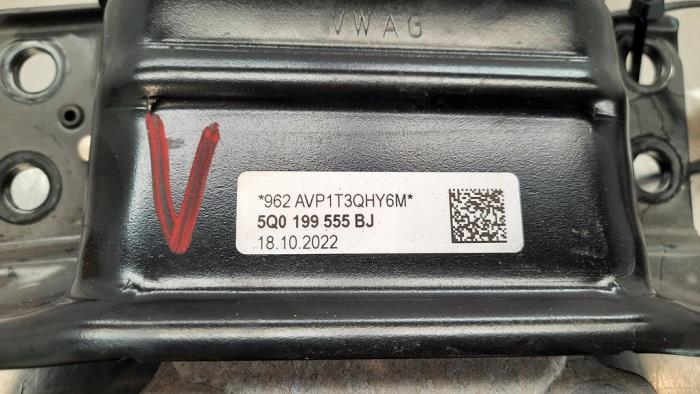 VWAG
V
*962 AVP1T3QHY6M*
5Q0 199 555 BJ
18.10.2022